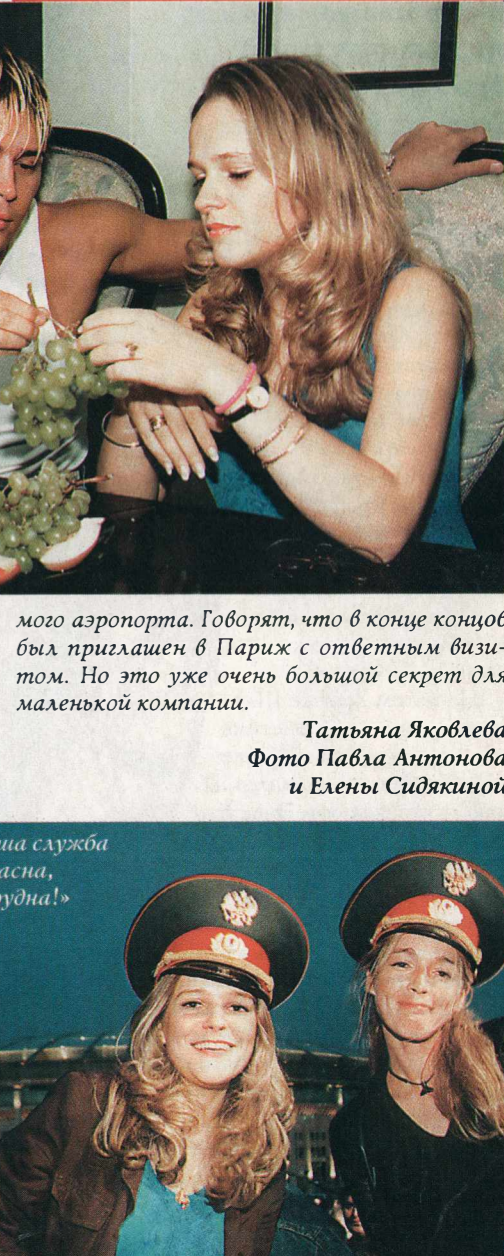 мого аэропорта. Говорят, что в конце концов
был приглашен в Париж с ответным визи-
том. Но это уже очень большой секрет для
маленькой компании.
Татьяна Яковлева
Фото Павла Антонова
и Елены Сидякиной
ша служба
асна,
рудна!»